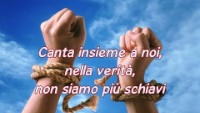 Canta insieme a noi,
nella verità,
non siamo più schiavi